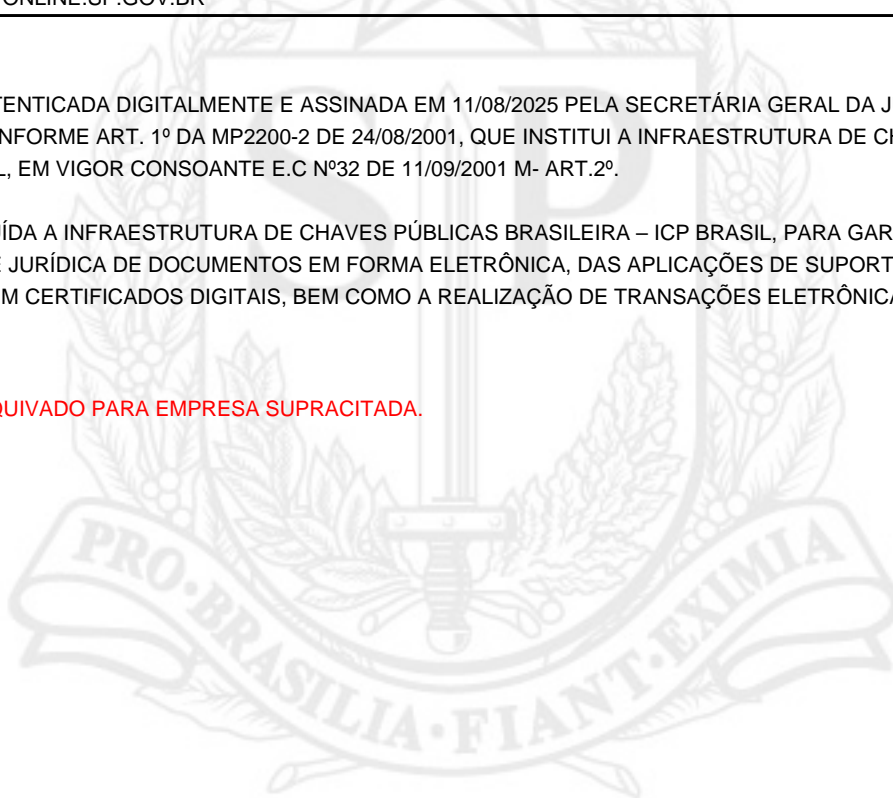 ONLINE.SP.GOV.BR
TENTICADA DIGITALMENTE E ASSINADA EM 11/08/2025 PELA SECRETÁRIA GERAL DA J
NFORME ART. 1º DA MP2200-2 DE 24/08/2001, QUE INSTITUI A INFRAESTRUTURA DE CH
L, EM VIGOR CONSOANTE E.C Nº32 DE 11/09/2001 M- ART.2º.
UÍDA A INFRAESTRUTURA DE CHAVES PÚBLICAS BRASILEIRA – ICP BRASIL, PARA GAR
E JURÍDICA DE DOCUMENTOS EM FORMA ELETRÔNICA, DAS APLICAÇÕES DE SUPORT
M CERTIFICADOS DIGITAIS, BEM COMO A REALIZAÇÃO DE TRANSAÇÕES ELETRÔNICA
QUIVADO PARA EMPRESA SUPRACITADA.
SP
PRO·BRASILIA·FIANT·EXIMIA